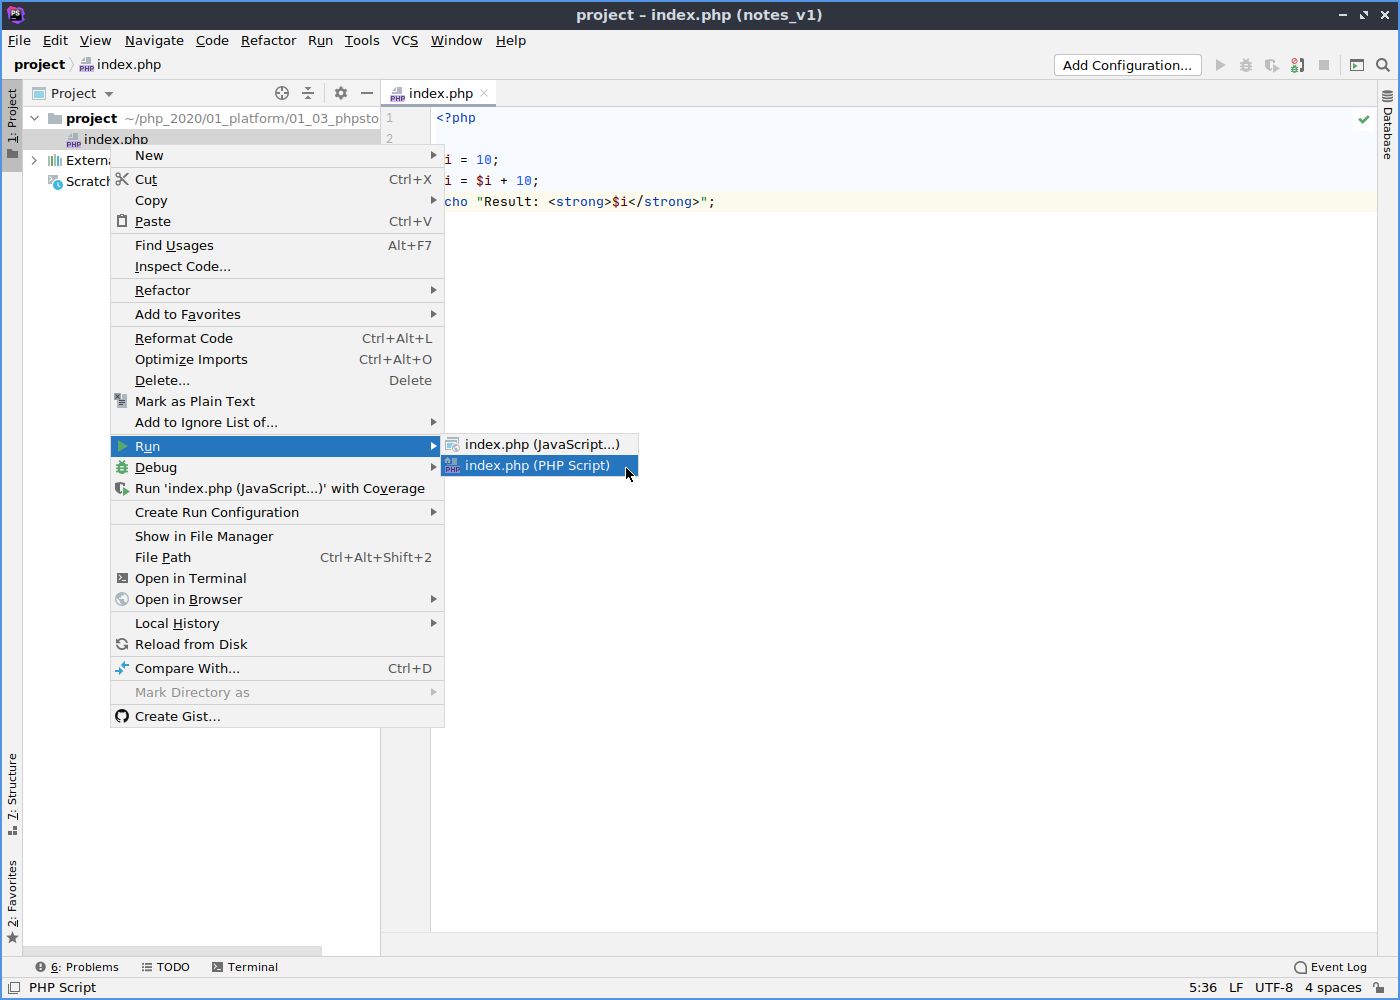 project – index.php (notes_v1)
File Edit View Navigate Code Refactor Run Tools VCS Window Help
project index.php
Add Configuration...
1: Project
Project
index.php
Database
project ~/php_2020/01_platform/01_03_phpsto
index.php
Externa
Scratch
1 <?php
2
i = 10;
i = $i + 10;
cho "Result: <strong>$i</strong>";
New
Cut Ctrl+X
Copy
Paste Ctrl+V
Find Usages Alt+F7
Inspect Code...
Refactor
Add to Favorites
Reformat Code Ctrl+Alt+L
Optimize Imports Ctrl+Alt+O
Delete... Delete
Mark as Plain Text
Add to Ignore List of...
Run
index.php (JavaScript...)
index.php (PHP Script)
Debug
Run 'index.php (JavaScript...)' with Coverage
Create Run Configuration
Show in File Manager
File Path Ctrl+Alt+Shift+2
Open in Terminal
Open in Browser
Local History
Reload from Disk
Compare With... Ctrl+D
Mark Directory as
Create Gist...
7: Structure
2: Favorites
6: Problems TODO Terminal Event Log
PHP Script 5:36 LF UTF-8 4 spaces